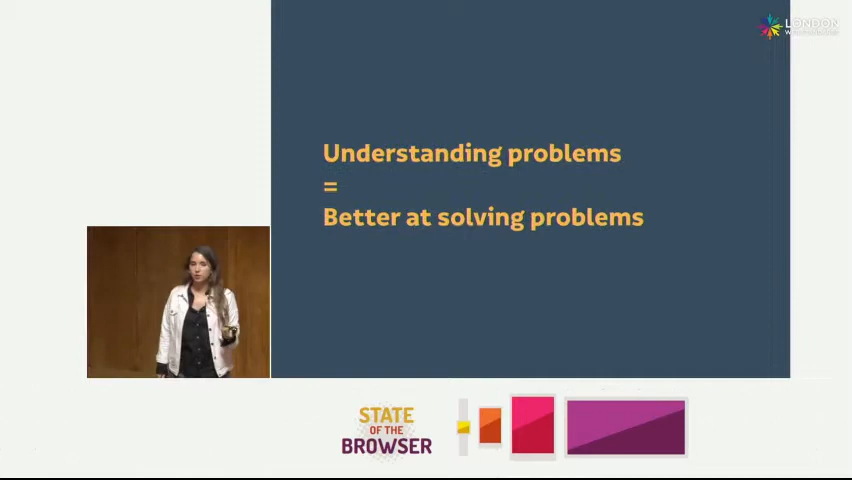 LONDON
Understanding problems
=
Better at solving problems
STATE
OF THE
BROWSER